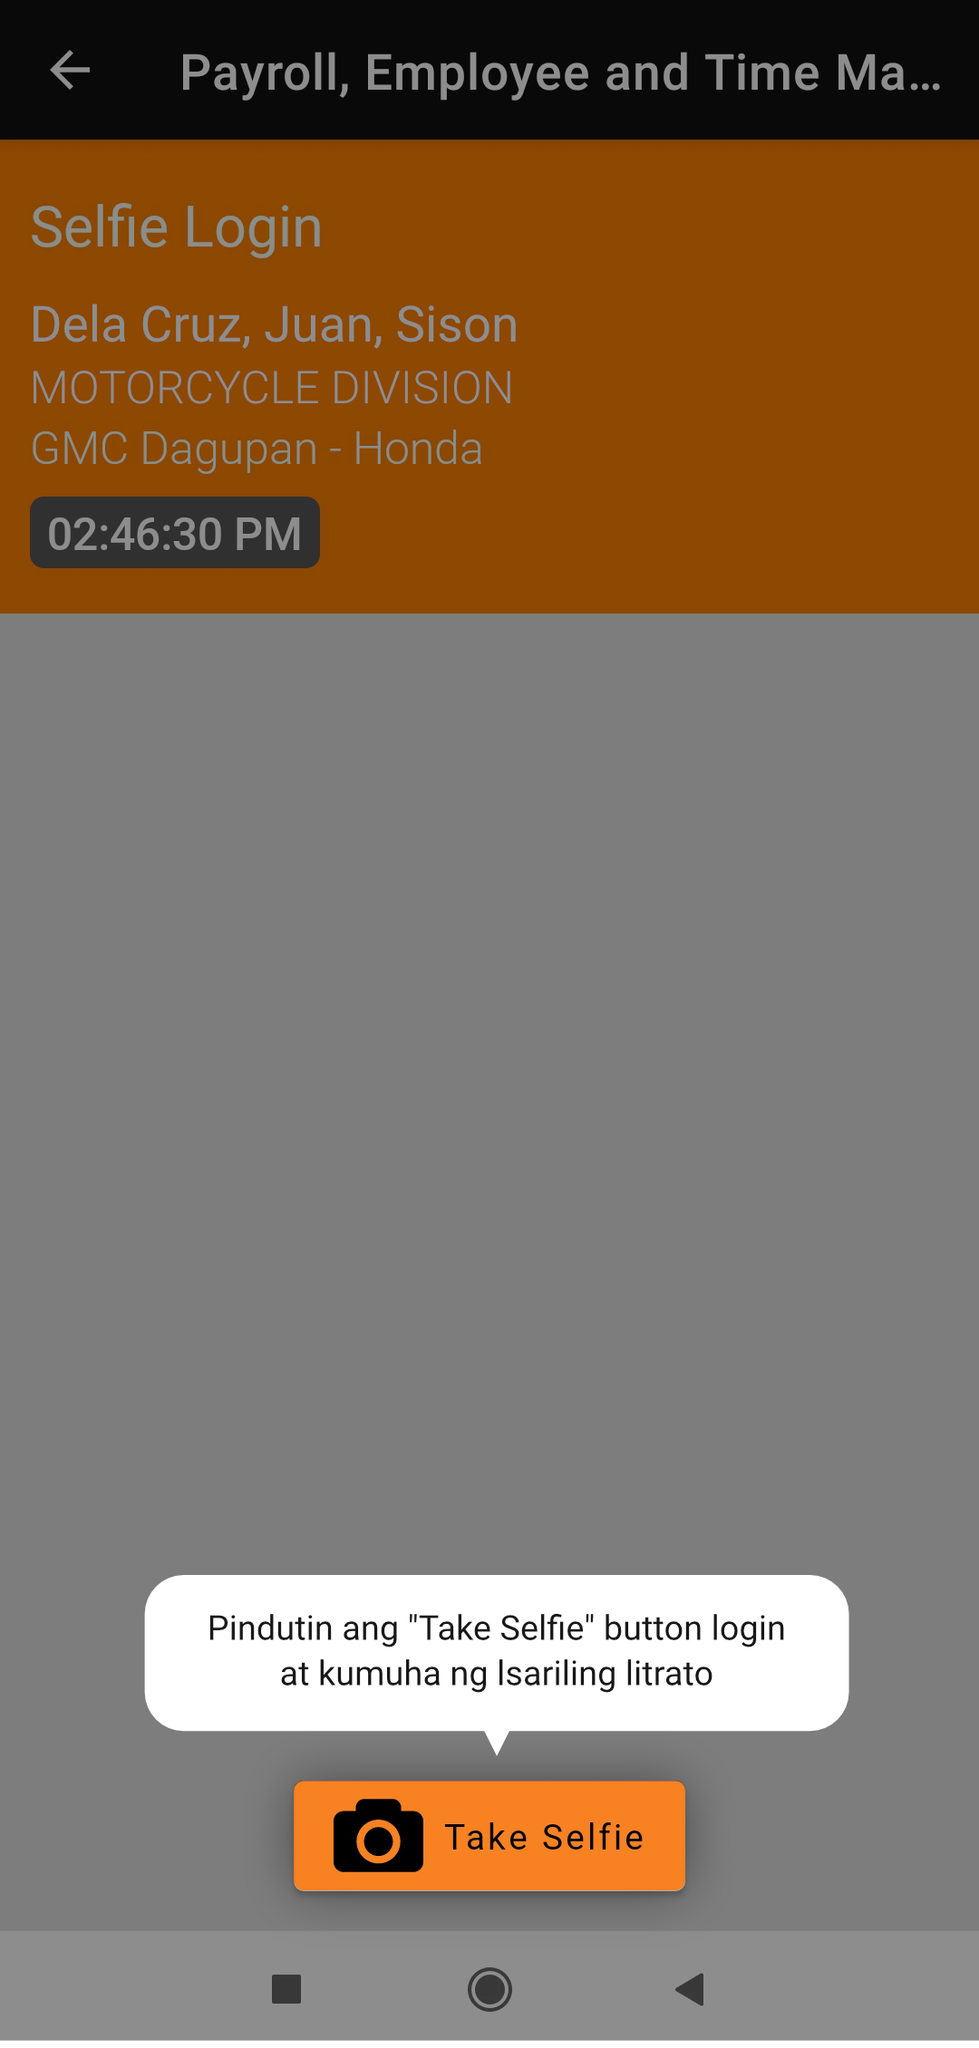 Payroll, Employee and Time Ma...
Selfie Login
Dela Cruz, Juan, Sison
MOTORCYCLE DIVISION
GMC Dagupan - Honda
02:46:30 PM
Pindutin ang "Take Selfie" button login
at kumuha ng lsariling litrato
Take Selfie